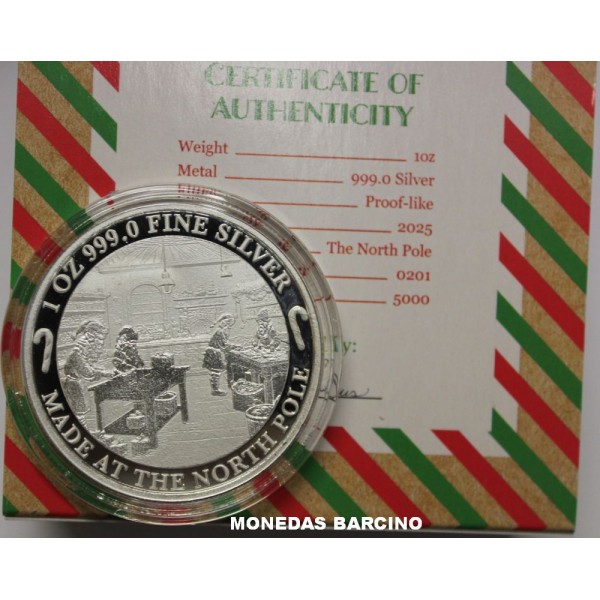 CERTIFICATE OF
AUTHENTICITY
Weight 1oz
Metal 999.0 Silver
Proof-like
2025
The North Pole
0201
5000
1 OZ 999.0 FINE SILVER
MADE AT THE NORTH POLE
MONEDAS BARCINO